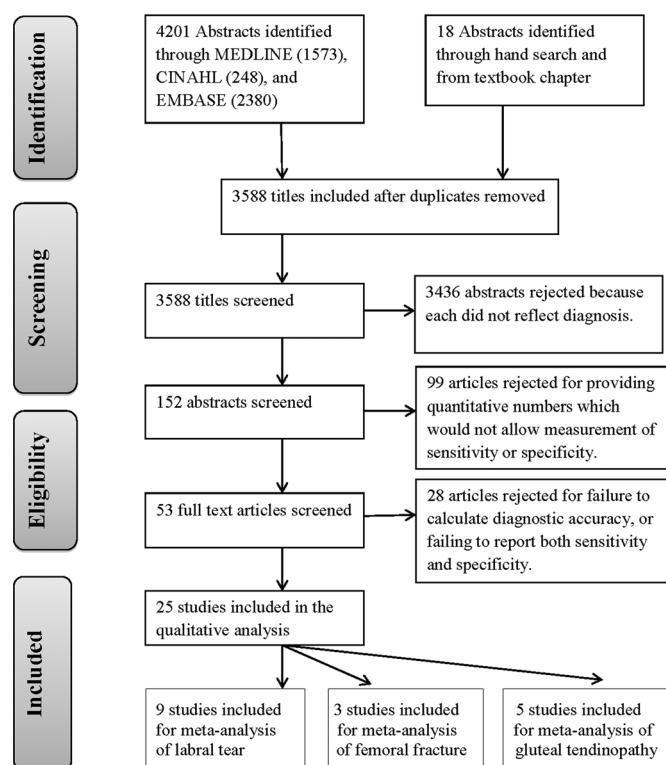 Identification
4201 Abstracts identified
through MEDLINE (1573),
CINAHL (248), and
EMBASE (2380)
18 Abstracts identified
through hand search and
from textbook chapter
3588 titles included after duplicates removed
Screening
3588 titles screened
3436 abstracts rejected because
each did not reflect diagnosis.
152 abstracts screened
99 articles rejected for providing
quantitative numbers which
would not allow measurement of
sensitivity or specificity.
Eligibility
53 full text articles screened
28 articles rejected for failure to
calculate diagnostic accuracy, or
failing to report both sensitivity
and specificity.
Included
25 studies included in the
qualitative analysis
9 studies included
for meta-analysis
of labral tear
3 studies included
for meta-analysis
of femoral fracture
5 studies included
for meta-analysis of
gluteal tendinopathy